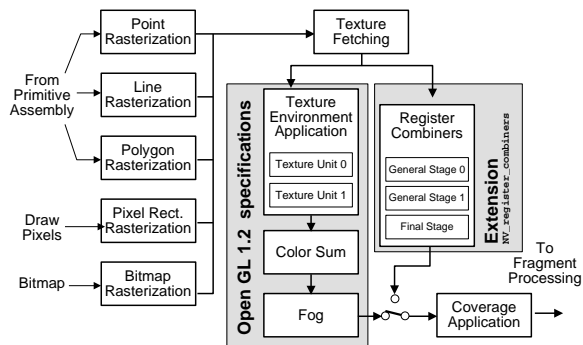 Point
Rasterization
Texture
Fetching
From
Primitive
Assembly
Line
Rasterization
Polygon
Rasterization
Draw
Pixels
Pixel Rect.
Rasterization
Bitmap
Bitmap
Rasterization
Open GL 1.2 specifications
Texture
Environment
Application
Texture Unit 0
Texture Unit 1
Color Sum
Fog
Register
Combiners
General Stage 0
General Stage 1
Final Stage
Extension
NV_register_combiners
Coverage
Application
To
Fragment
Processing